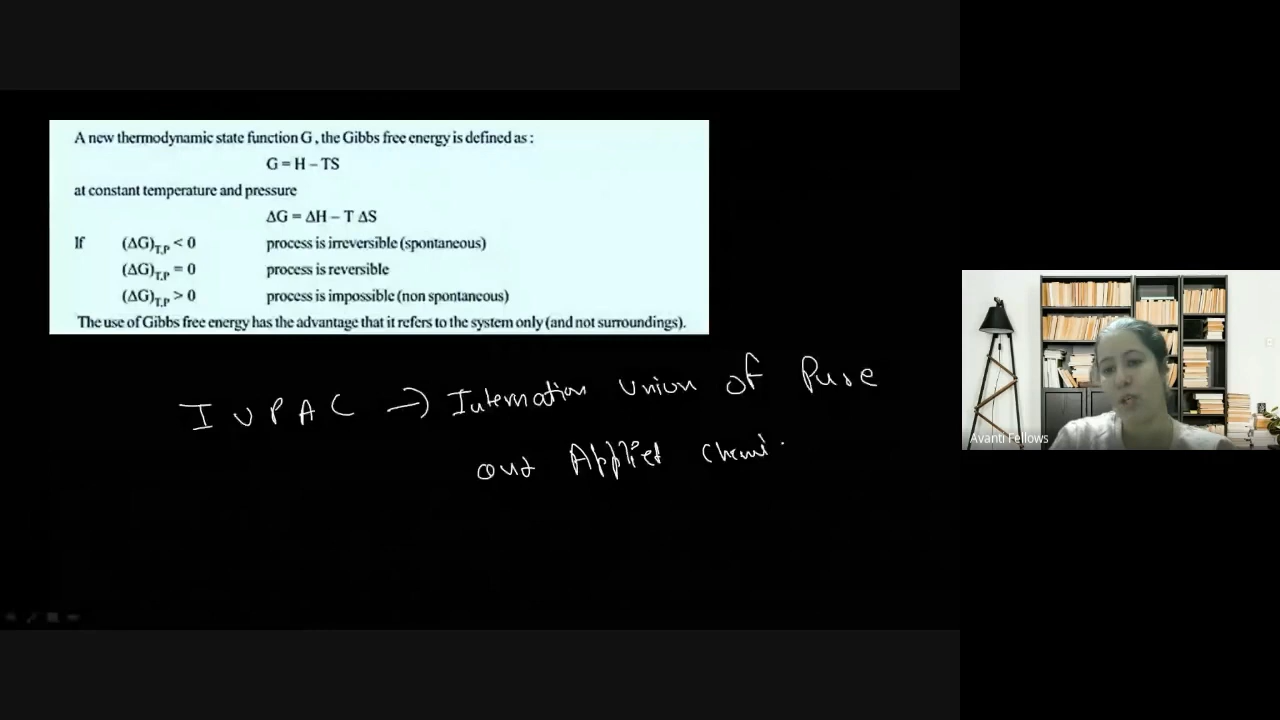 A new thermodynamic state function G, the Gibbs free energy is defined as :
G = H – TS
at constant temperature and pressure
ΔG = ΔH – T ΔS
If (ΔG)T,P < 0 process is irreversible (spontaneous)
(ΔG)T,P = 0 process is reversible
(ΔG)T,P > 0 process is impossible (non spontaneous)
The use of Gibbs free energy has the advantage that it refers to the system only (and not surroundings).
I U P A C → Internation Union of Pure
and Applied Chemi
Avanti Fellows